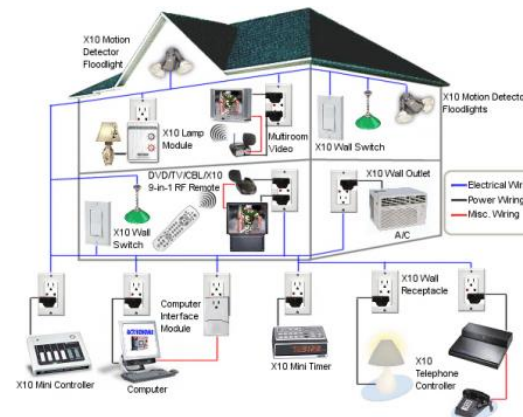 X10 Motion
Detector
Floodlight
X10 Lamp
Module
Multiroom
Video
X10 Wall Switch
X10 Motion Detector
Floodlights
DVD/TV/CBL/X10
9-in-1 RF Remote
X10 Wall
Switch
X10 Wall Outlet
A/C
Electrical Wir
Power Wiring
Misc. Wiring
Computer
Interface
Module
X10 Wall
Receptacle
X10 Mini Controller
Computer
X10 Mini Timer
X10
Telephone
Controller